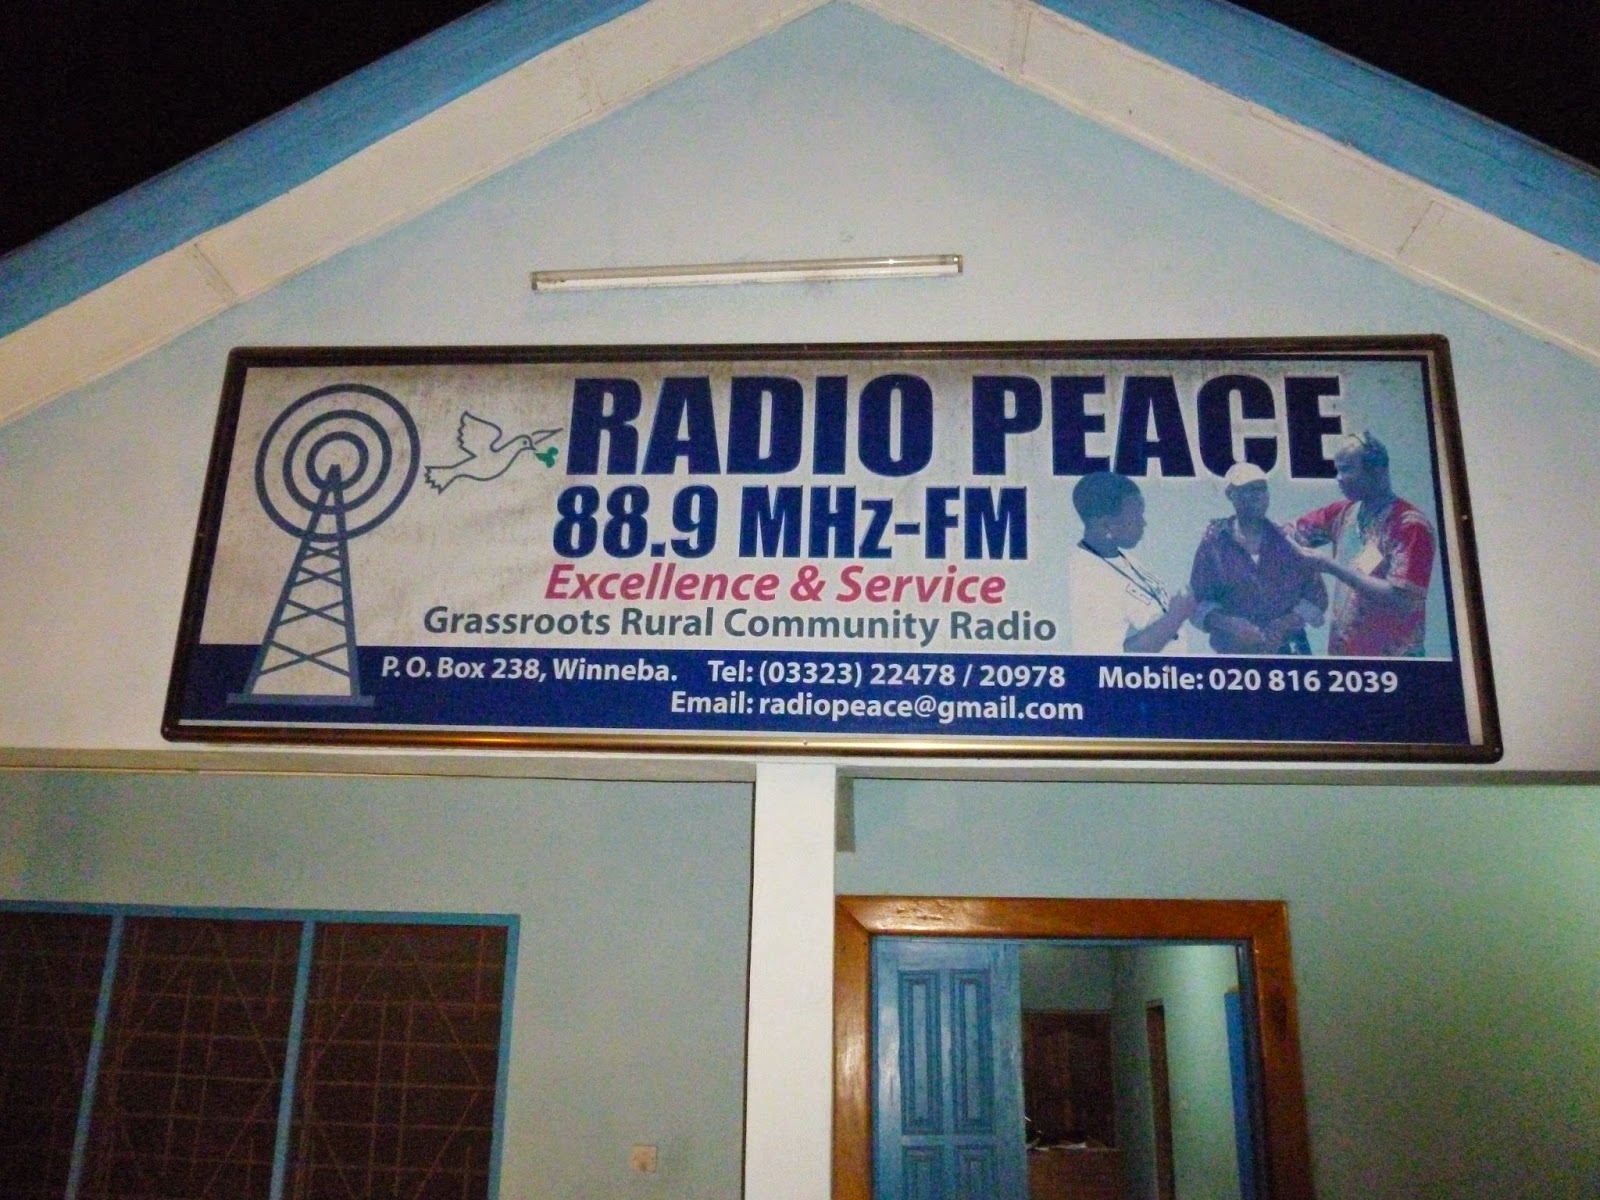 RADIO PEACE
88.9 MHz-FM
Excellence & Service
Grassroots Rural Community Radio
P. O. Box 238, Winneba. Tel: (03323) 22478 / 20978 Mobile: 020 816 2039
Email: radiopeace@gmail.com